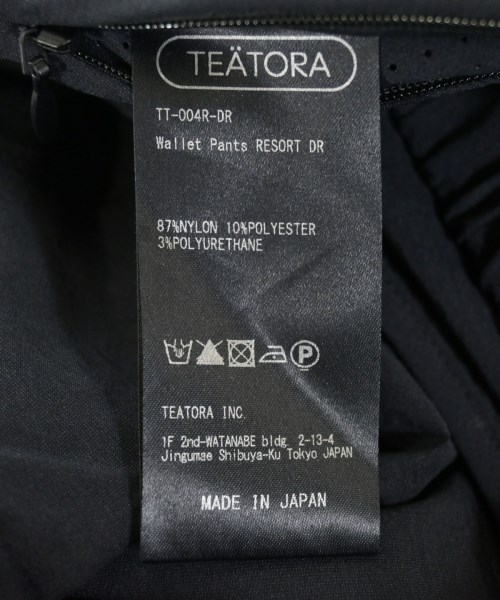 TEÄTORA
TT-004R-DR
Wallet Pants RESORT DR
87%NYLON 10%POLYESTER
3%POLYURETHANE
P
TEATORA INC.
1F 2nd-WATANABE bldg 2-13-4
Jingumae Shibuya-Ku Tokyo JAPAN
MADE IN JAPAN